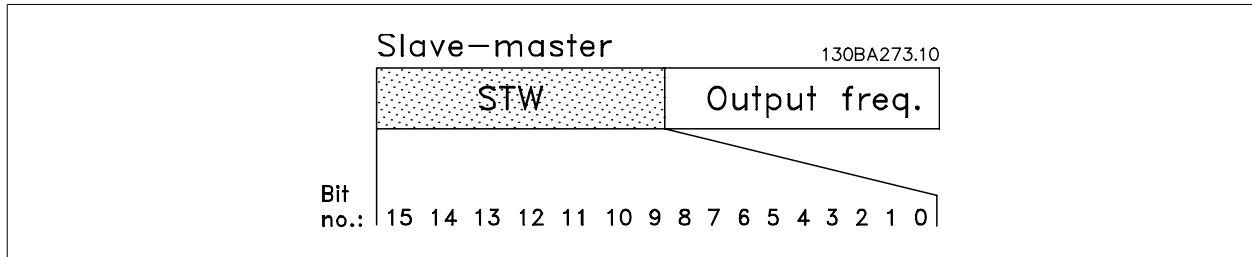 Slave-master
130BA273.10
STW
Output freq.
Bit
no.: 15 14 13 12 11 10 9 8 7 6 5 4 3 2 1 0